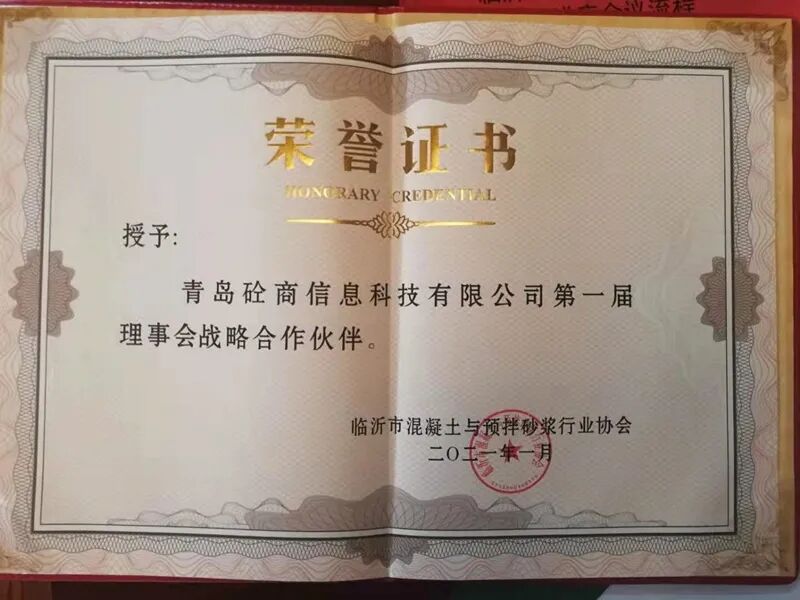 荣誉证书
HONORARY CREDENTIAL
授予:
青岛砼商信息科技有限公司第一届
理事会战略合作伙伴。
临沂市混凝土与预拌砂浆行业协会
二〇二一年一月